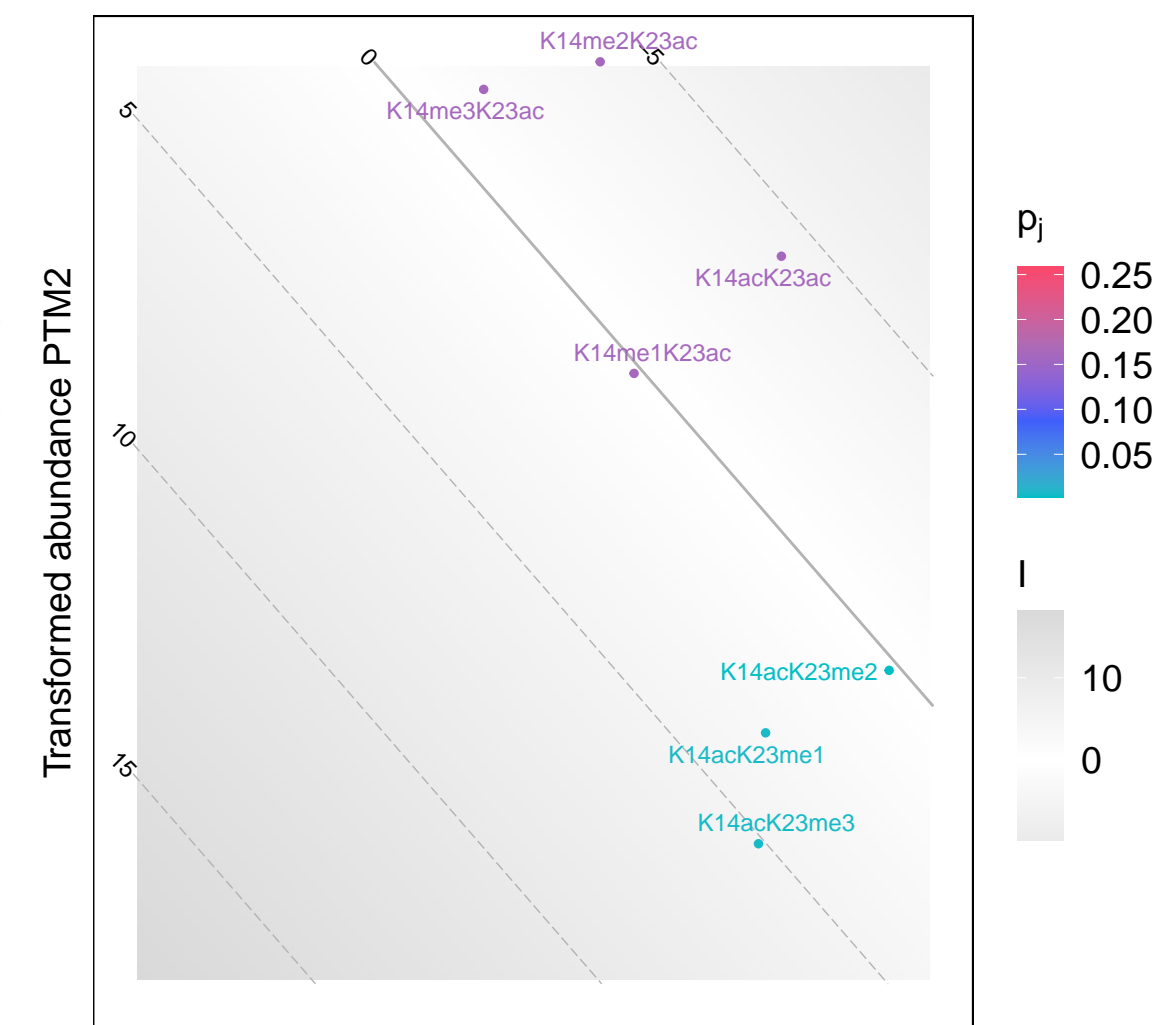 K14me2K23ac
0
-5
K14me3K23ac
5
K14acK23ac
K14me1K23ac
10
K14acK23me2
K14acK23me1
15
K14acK23me3
Transformed abundance PTM2
pj
0.25
0.20
0.15
0.10
0.05
I
10
0